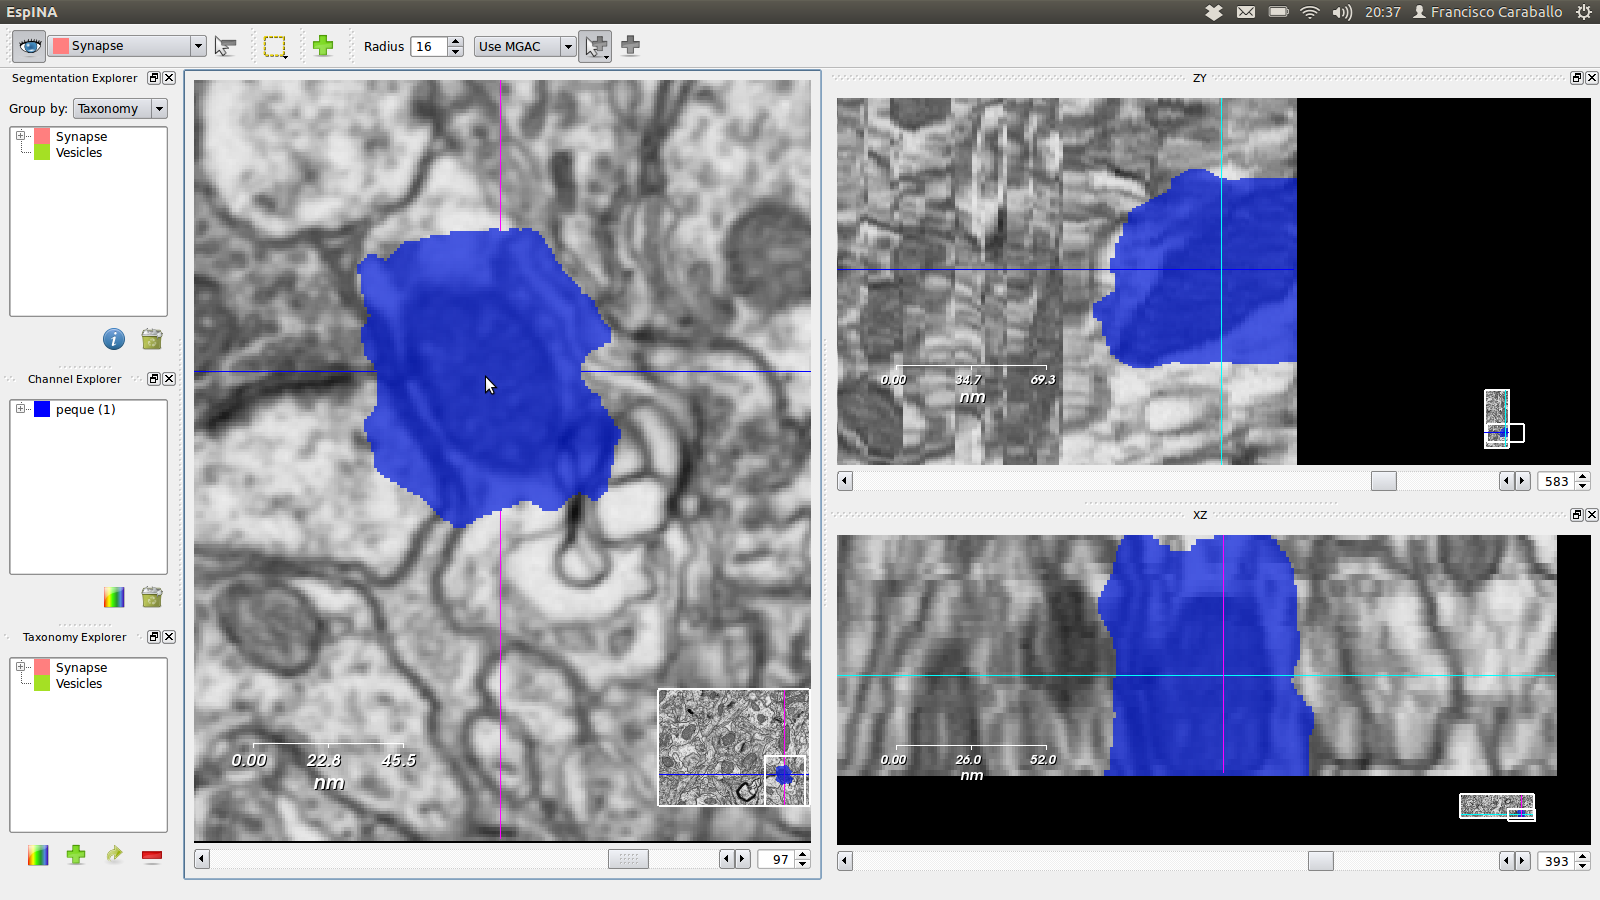 EspINA
20:37 Francisco Caraballo
Synapse
Radius 16 Use MGAC
Segmentation Explorer
Group by: Taxonomy
Synapse
Vesicles
Channel Explorer
peque (1)
Taxonomy Explorer
Synapse
Vesicles
0.00 22.8 45.5
nm
97
ZY
0.00 34.7 69.3
nm
583
XZ
0.00 26.0 52.0
nm
393